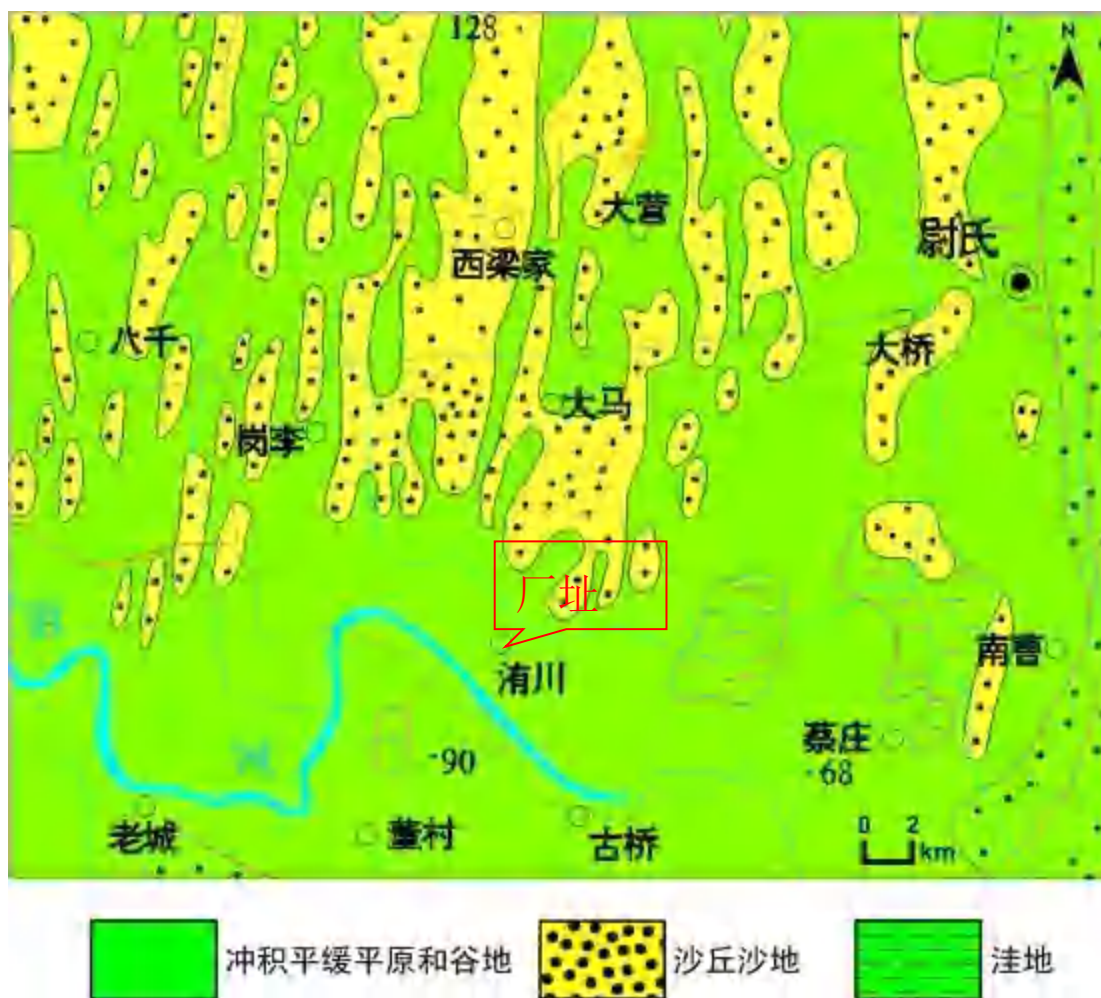 128
N
大营
尉氏
西梁家
八千
大桥
大马
岗李
厂址
洧川
南曹
蔡庄
·90
·68
老城
董村
古桥
0 2
km
冲积平缓平原和谷地
沙丘沙地
洼地